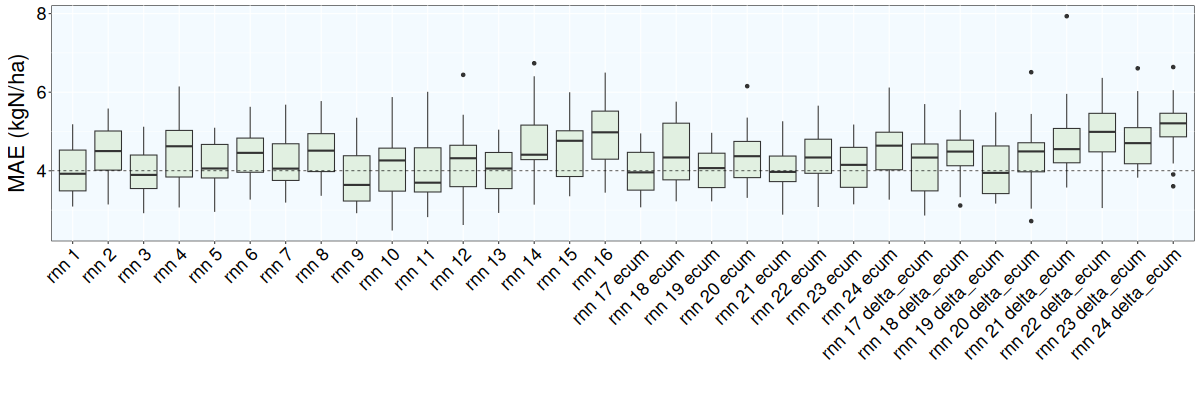 MAE (kgN/ha)
8
6
4
rnn 1
rnn 2
rnn 3
rnn 4
rnn 5
rnn 6
rnn 7
rnn 8
rnn 9
rnn 10
rnn 11
rnn 12
rnn 13
rnn 14
rnn 15
rnn 16
rnn 17 ecum
rnn 18 ecum
rnn 19 ecum
rnn 20 ecum
rnn 21 ecum
rnn 22 ecum
rnn 23 ecum
rnn 24 ecum
rnn 17 delta_ecum
rnn 18 delta_ecum
rnn 19 delta_ecum
rnn 20 delta_ecum
rnn 21 delta_ecum
rnn 22 delta_ecum
rnn 23 delta_ecum
rnn 24 delta_ecum